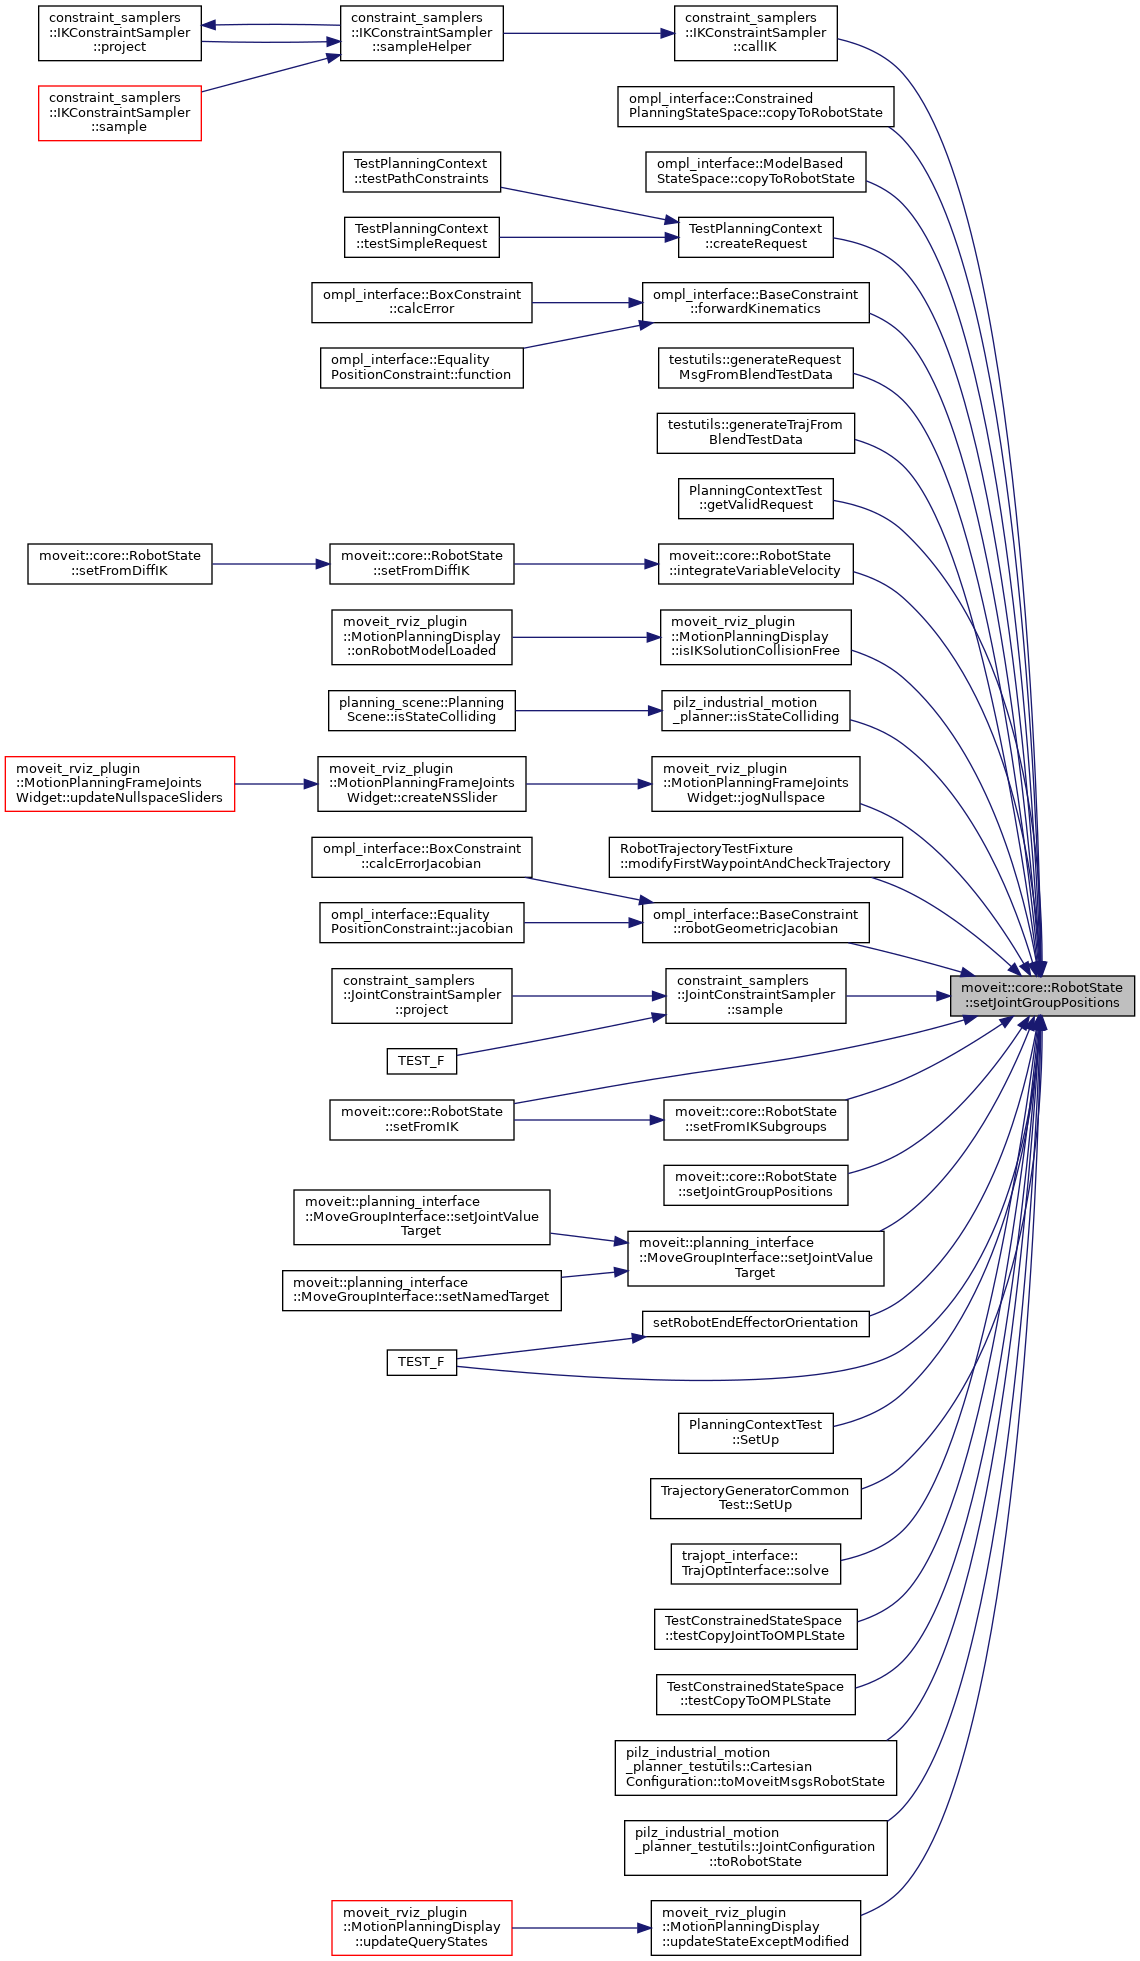 constraint_samplers
::IKConstraintSampler
::project
constraint_samplers
::IKConstraintSampler
::sampleHelper
constraint_samplers
::IKConstraintSampler
::callIK
constraint_samplers
::IKConstraintSampler
::sample
ompl_interface::Constrained
PlanningStateSpace::copyToRobotState
TestPlanningContext
::testPathConstraints
ompl_interface::ModelBased
StateSpace::copyToRobotState
TestPlanningContext
::testSimpleRequest
TestPlanningContext
::createRequest
ompl_interface::BoxConstraint
::calcError
ompl_interface::BaseConstraint
::forwardKinematics
ompl_interface::Equality
PositionConstraint::function
testutils::generateRequest
MsgFromBlendTestData
testutils::generateTrajFrom
BlendTestData
PlanningContextTest
::getValidRequest
moveit::core::RobotState
::setFromDiffIK
moveit::core::RobotState
::setFromDiffIK
moveit::core::RobotState
::integrateVariableVelocity
moveit_rviz_plugin
::MotionPlanningDisplay
::onRobotModelLoaded
moveit_rviz_plugin
::MotionPlanningDisplay
::isIKSolutionCollisionFree
planning_scene::Planning
Scene::isStateColliding
pilz_industrial_motion
_planner::isStateColliding
moveit_rviz_plugin
::MotionPlanningFrameJoints
Widget::updateNullspaceSliders
moveit_rviz_plugin
::MotionPlanningFrameJoints
Widget::createNSSlider
moveit_rviz_plugin
::MotionPlanningFrameJoints
Widget::jogNullspace
ompl_interface::BoxConstraint
::calcErrorJacobian
RobotTrajectoryTestFixture
::modifyFirstWaypointAndCheckTrajectory
ompl_interface::Equality
PositionConstraint::jacobian
ompl_interface::BaseConstraint
::robotGeometricJacobian
constraint_samplers
::JointConstraintSampler
::project
constraint_samplers
::JointConstraintSampler
::sample
moveit::core::RobotState
::setJointGroupPositions
TEST_F
moveit::core::RobotState
::setFromIK
moveit::core::RobotState
::setFromIKSubgroups
moveit::core::RobotState
::setJointGroupPositions
moveit::planning_interface
::MoveGroupInterface::setJointValue
Target
moveit::planning_interface
::MoveGroupInterface::setJointValue
Target
moveit::planning_interface
::MoveGroupInterface::setNamedTarget
setRobotEndEffectorOrientation
TEST_F
PlanningContextTest
::SetUp
TrajectoryGeneratorCommon
Test::SetUp
trajopt_interface::
TrajOptInterface::solve
TestConstrainedStateSpace
::testCopyJointToOMPLState
TestConstrainedStateSpace
::testCopyToOMPLState
pilz_industrial_motion
_planner_testutils::Cartesian
Configuration::toMoveitMsgsRobotState
pilz_industrial_motion
_planner_testutils::JointConfiguration
::toRobotState
moveit_rviz_plugin
::MotionPlanningDisplay
::updateQueryStates
moveit_rviz_plugin
::MotionPlanningDisplay
::updateStateExceptModified